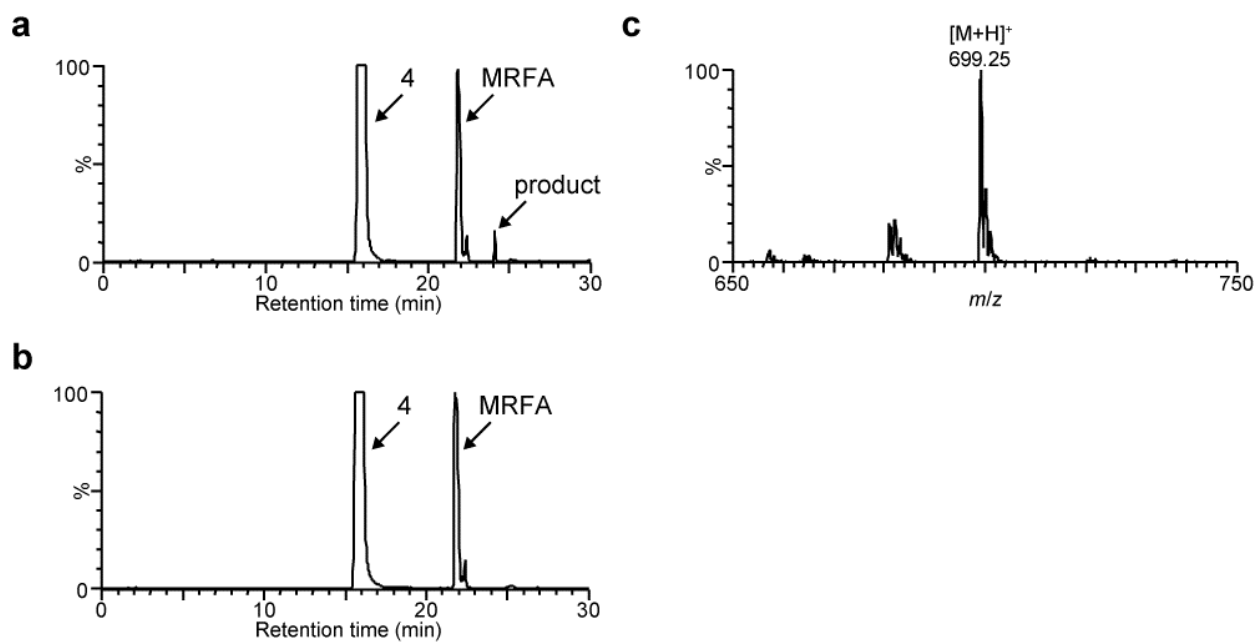 a
100
%
0
4
MRFA
product
0 10 20 30
Retention time (min)
b
100
%
0
4
MRFA
0 10 20 30
Retention time (min)
c
[M+H]+
699.25
100
%
0
650 750
m/z